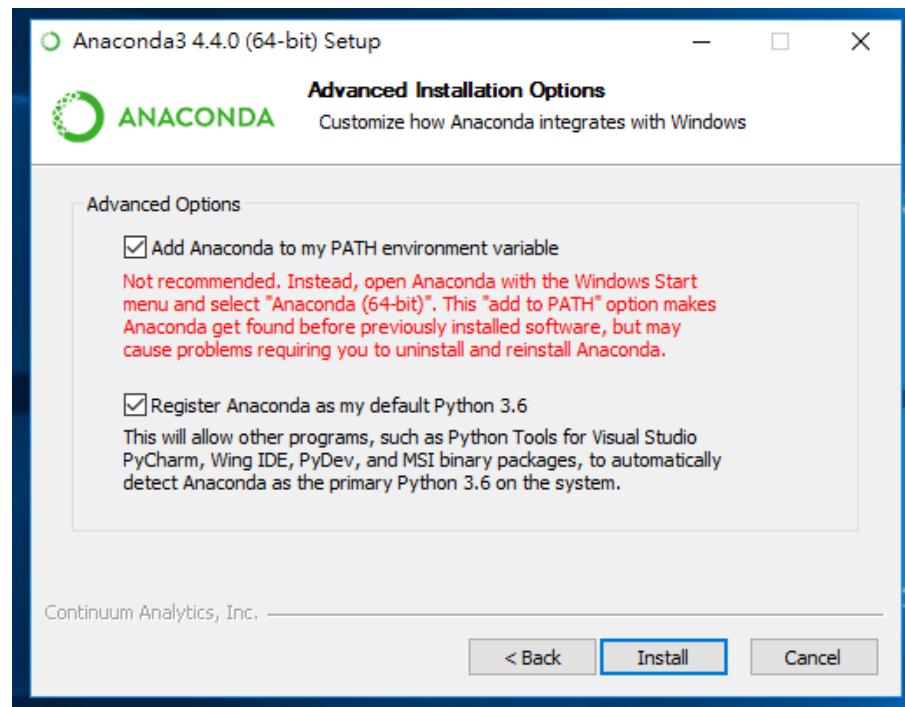 Anaconda3 4.4.0 (64-bit) Setup
ANACONDA
Advanced Installation Options
Customize how Anaconda integrates with Windows
Advanced Options
Add Anaconda to my PATH environment variable
Not recommended. Instead, open Anaconda with the Windows Start
menu and select "Anaconda (64-bit)". This "add to PATH" option makes
Anaconda get found before previously installed software, but may
cause problems requiring you to uninstall and reinstall Anaconda.
Register Anaconda as my default Python 3.6
This will allow other programs, such as Python Tools for Visual Studio
PyCharm, Wing IDE, PyDev, and MSI binary packages, to automatically
detect Anaconda as the primary Python 3.6 on the system.
Continuum Analytics, Inc.
< Back
Install
Cancel